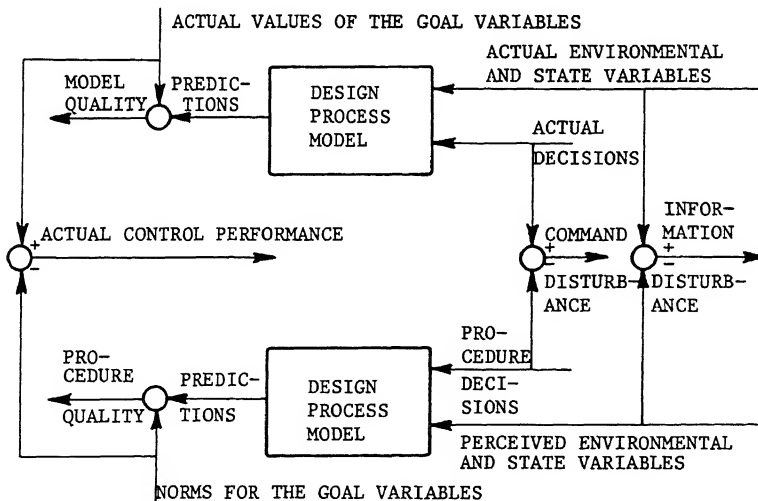 ACTUAL VALUES OF THE GOAL VARIABLES
ACTUAL ENVIRONMENTAL
AND STATE VARIABLES
MODEL
QUALITY
PREDIC-
TIONS
DESIGN
PROCESS
MODEL
ACTUAL
DECISIONS
+
-
ACTUAL CONTROL PERFORMANCE
+
-
COMMAND
DISTURB-
ANCE
+
-
INFOR-
MATION
DISTURB-
ANCE
PRO-
CEDURE
QUALITY
PREDIC-
TIONS
DESIGN
PROCESS
MODEL
PRO-
CEDURE
DECI-
SIONS
PERCEIVED ENVIRONMENTAL
AND STATE VARIABLES
NORMS FOR THE GOAL VARIABLES